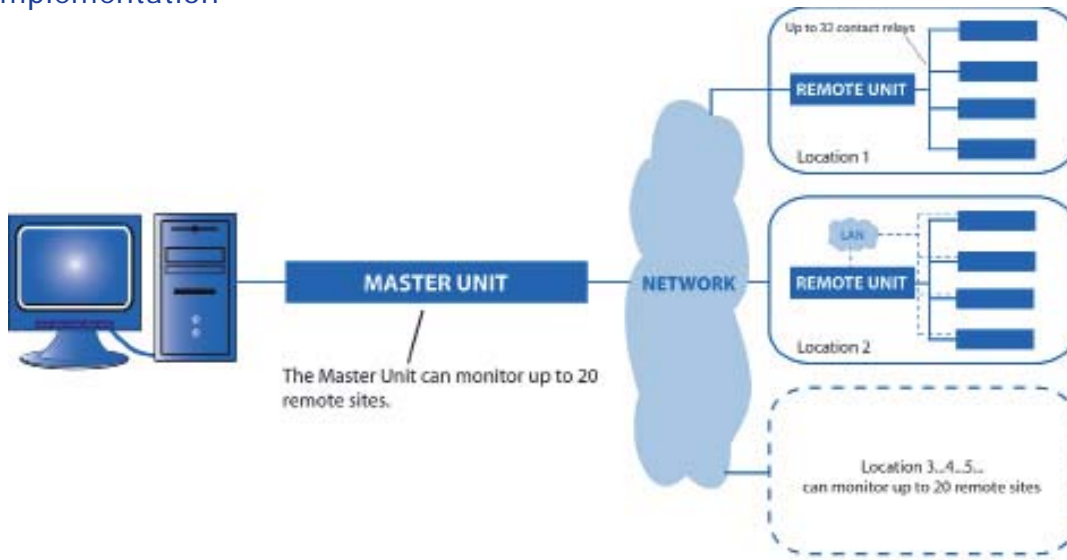 Implementation
Up to 32 contact relays
REMOTE UNIT
Location 1
LAN
REMOTE UNIT
Location 2
MASTER UNIT
NETWORK
The Master Unit can monitor up to 20
remote sites.
Location 3...4...5...
can monitor up to 20 remote sites